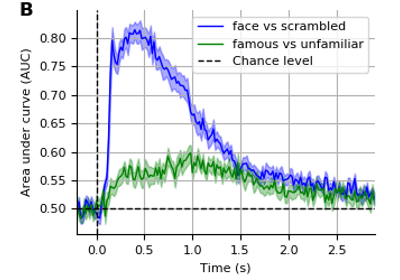 B
face vs scrambled
famous vs unfamiliar
Chance level
0.80
0.75
0.70
0.65
0.60
0.55
0.50
Area under curve (AUC)
0.0 0.5 1.0 1.5 2.0 2.5
Time (s)